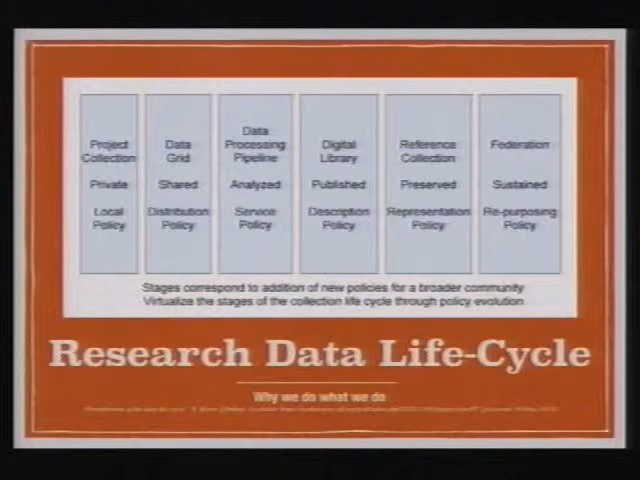 Project
Collection
Private
Local
Policy
Data
Grid
Shared
Distribution
Policy
Data
Processing
Pipeline
Analyzed
Service
Policy
Digital
Library
Published
Description
Policy
Reference
Collection
Preserved
Representation
Policy
Federation
Sustained
Re-purposing
Policy
Stages correspond to addition of new policies for a broader community
Virtualize the stages of the collection life cycle through policy evolution
Research Data Life-Cycle
Why we do what we do